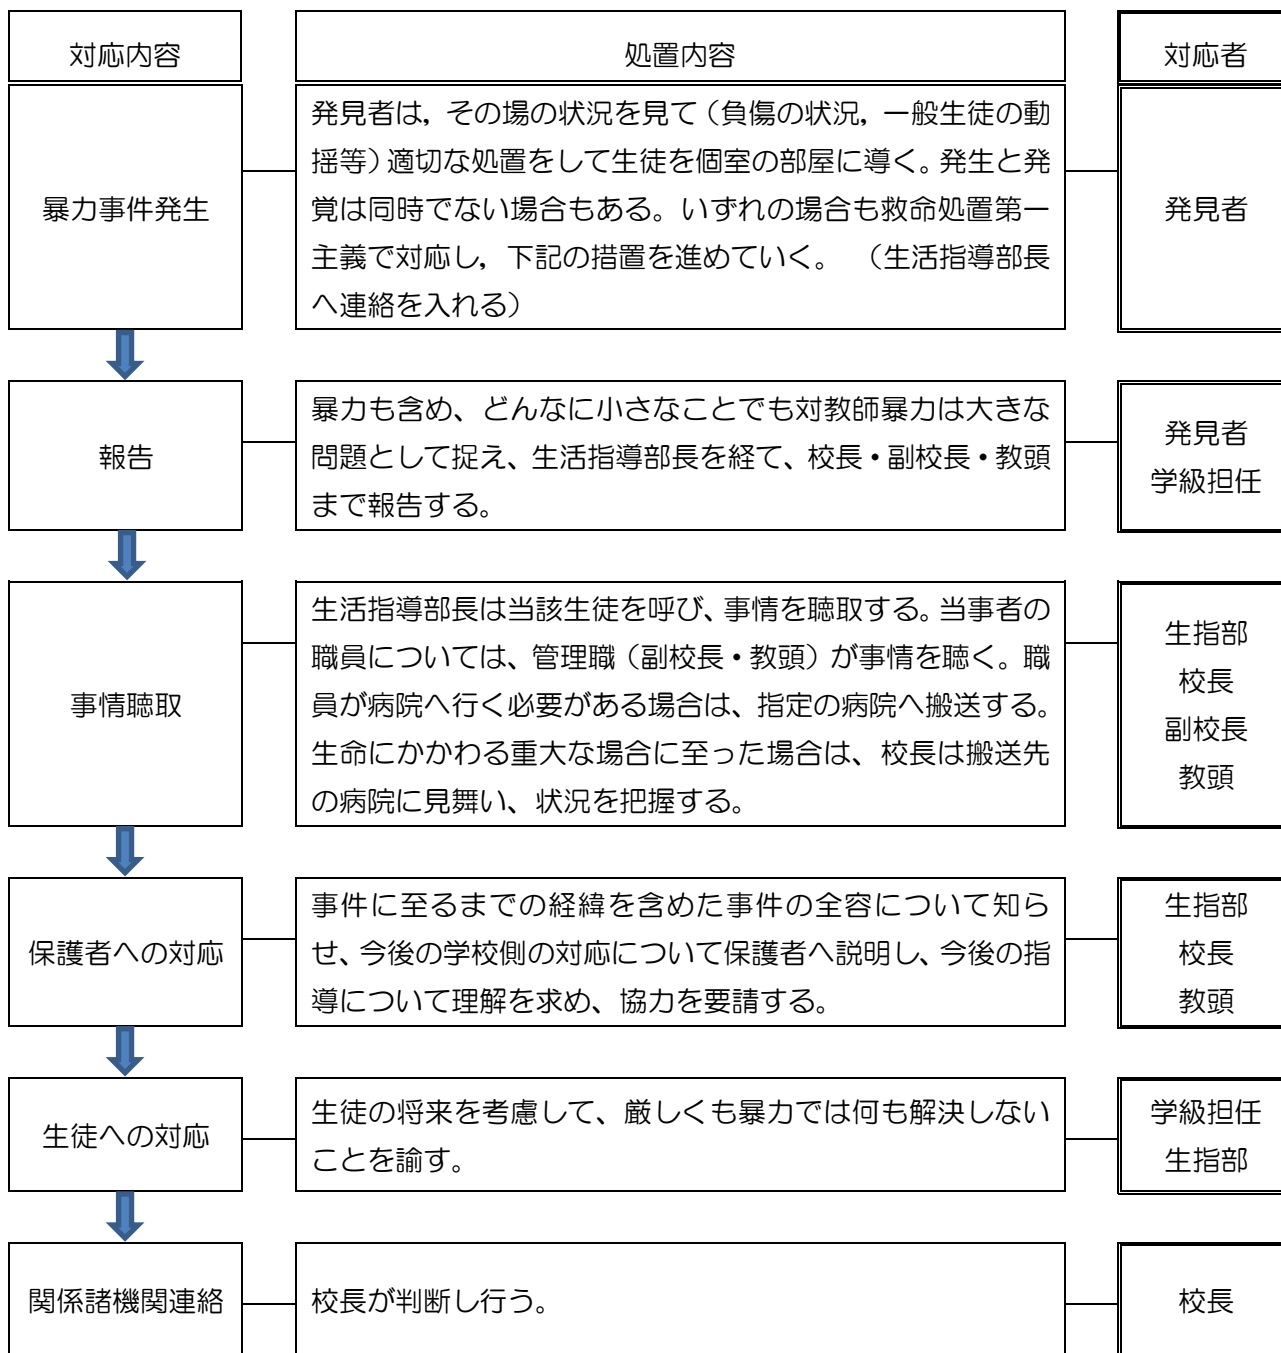 対応内容
処置内容
対応者
暴力事件発生
発見者は，その場の状況を見て（負傷の状況，一般生徒の動
揺等）適切な処置をして生徒を個室の部屋に導く。発生と発
覚は同時でない場合もある。いずれの場合も救命処置第一
主義で対応し，下記の措置を進めていく。　（生活指導部長
へ連絡を入れる）
発見者
報告
暴力も含め、どんなに小さなことでも対教師暴力は大きな
問題として捉え、生活指導部長を経て、校長・副校長・教頭
まで報告する。
発見者
学級担任
事情聴取
生活指導部長は当該生徒を呼び、事情を聴取する。当事者の
職員については、管理職（副校長・教頭）が事情を聴く。職
員が病院へ行く必要がある場合は、指定の病院へ搬送する。
生命にかかわる重大な場合に至った場合は、校長は搬送先
の病院に見舞い、状況を把握する。
生指部
校長
副校長
教頭
保護者への対応
事件に至るまでの経緯を含めた事件の全容について知ら
せ、今後の学校側の対応について保護者へ説明し、今後の指
導について理解を求め、協力を要請する。
生指部
校長
教頭
生徒への対応
生徒の将来を考慮して、厳しくも暴力では何も解決しない
ことを諭す。
学級担任
生指部
関係諸機関連絡
校長が判断し行う。
校長